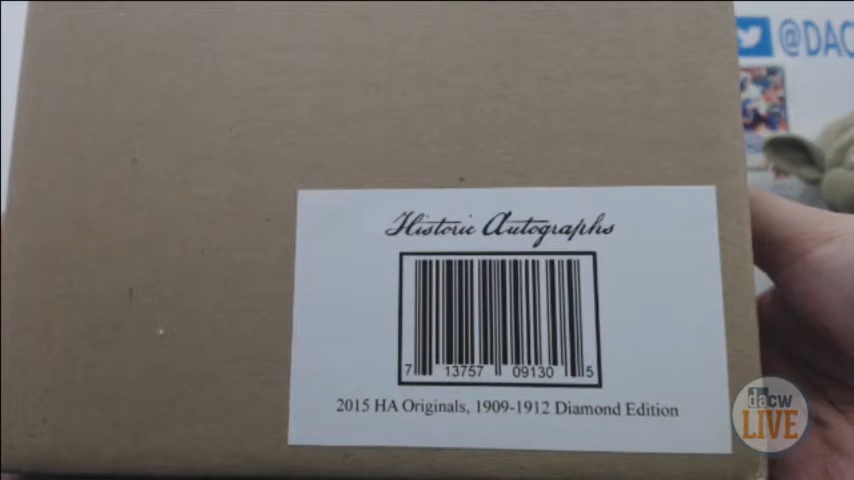 @DAC
Historic Autographs
7 13757 09130 5
2015 HA Originals, 1909-1912 Diamond Edition
dacw
LIVE